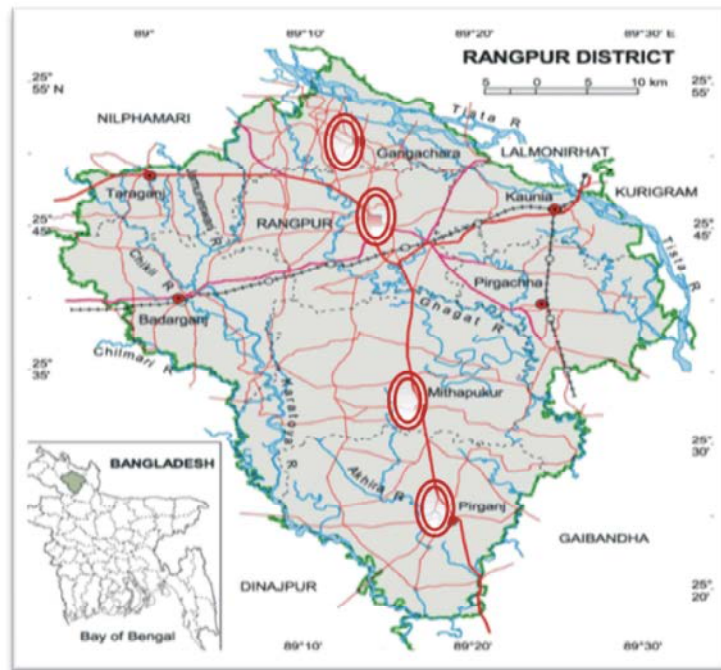 89° 89° 10' 89° 20' 89° 30' E
RANGPUR DISTRICT
25° 55' N
25° 55'
5 0 5 10 km
NILPHAMARI
Tista R
Gangachara
LALMONIRHAT
Taraganj
Jamuneswari R
Kaunia
KURIGRAM
RANGPUR
25° 45'
25° 45'
Tista R
Chikli R
Pirgachha
Badarganj
Ghagat R
Chilmari R
25° 35'
Mithapukur
Karatoya R
25° 30'
BANGLADESH
Akhira R
Pirganj
GAIBANDHA
DINAJPUR
25° 20'
Bay of Bengal
89° 10' 89° 20' 89° 30'